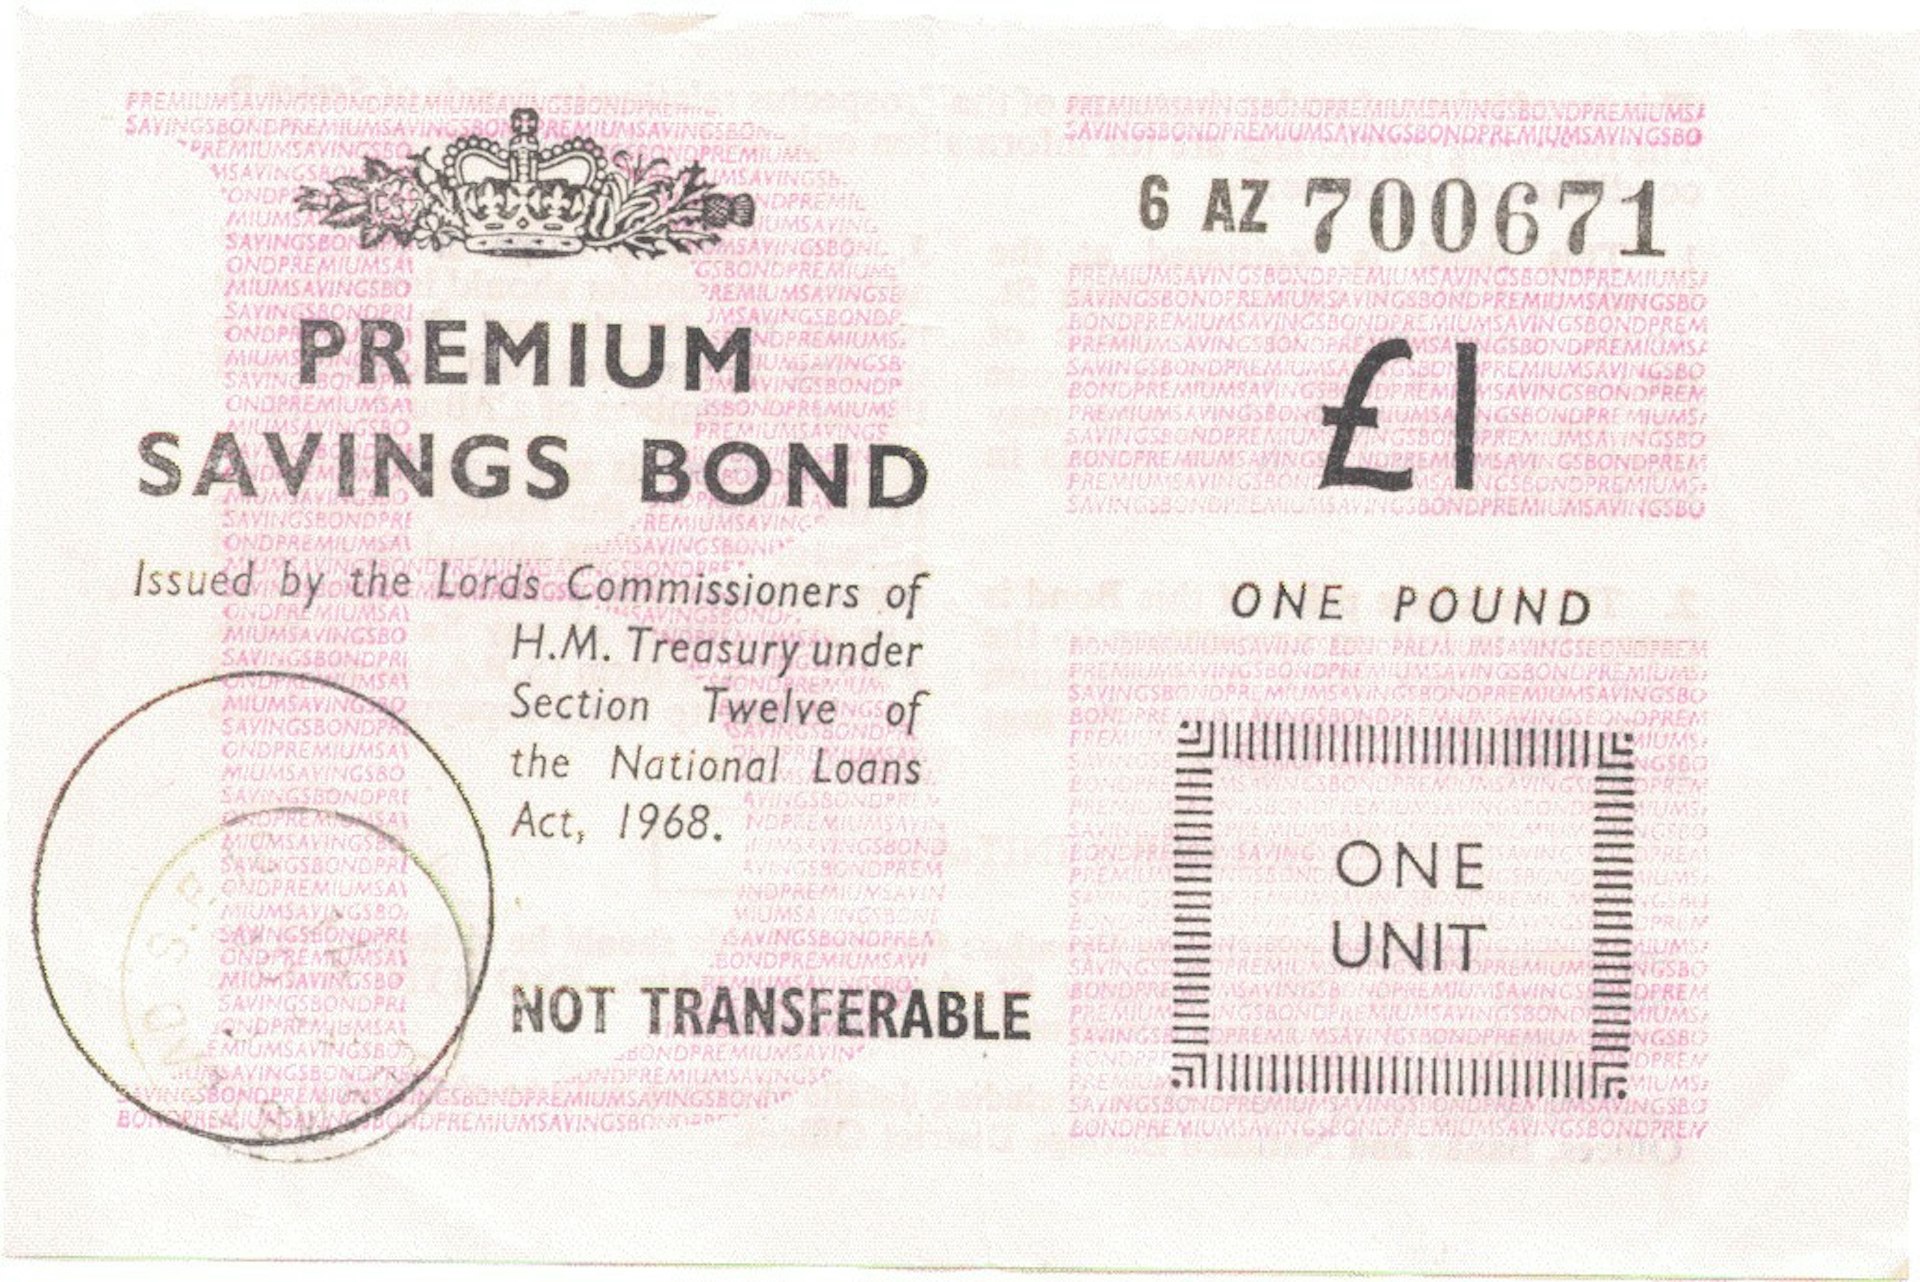 PREMIUM
SAVINGS BOND
Issued by the Lords Commissioners of
H.M. Treasury under
Section Twelve of
the National Loans
Act, 1968.
NOT TRANSFERABLE
6 AZ 700671
£1
ONE POUND
ONE
UNIT